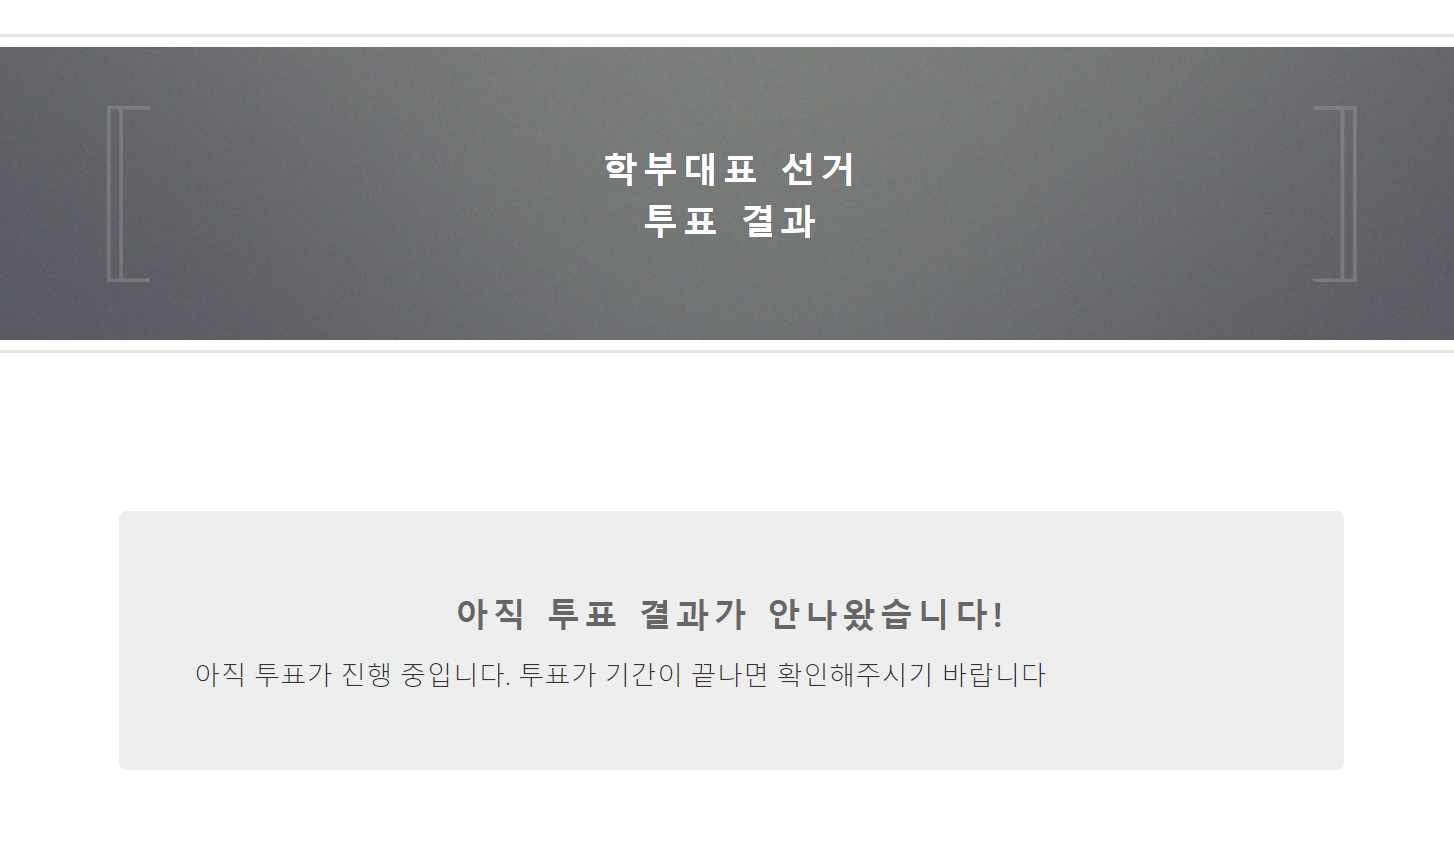 학부대표 선거
투표 결과
아직 투표 결과가 안나왔습니다!
아직 투표가 진행 중입니다. 투표가 기간이 끝나면 확인해주시기 바랍니다